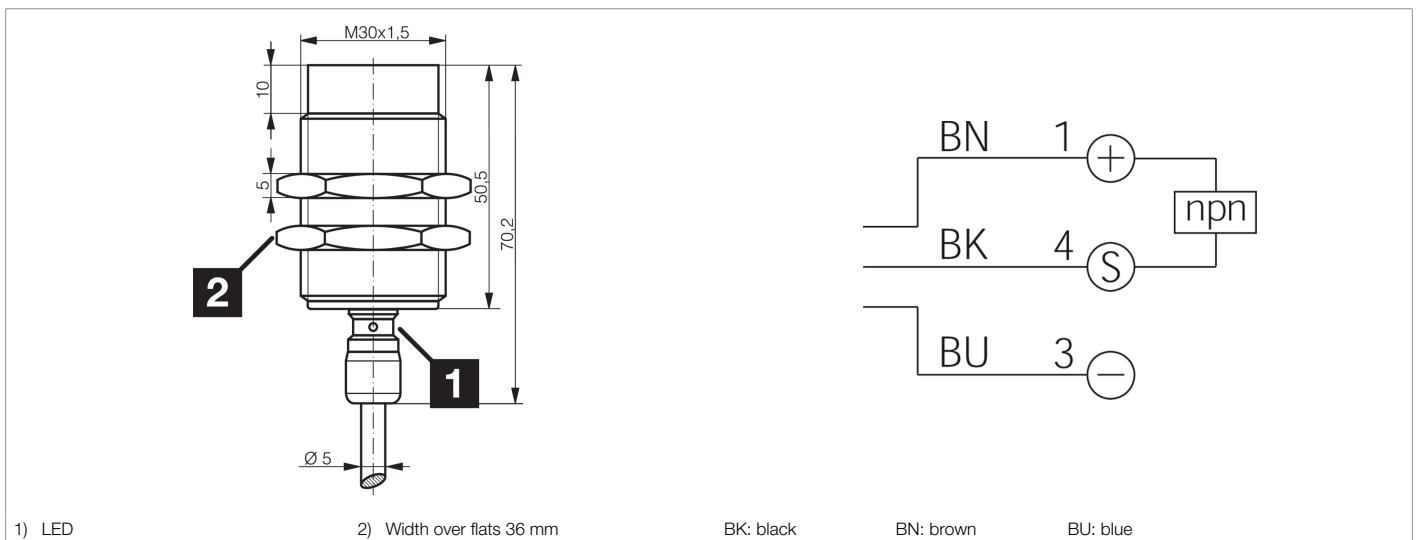 M30x1,5
10
5
50,5
70,2
2
1
Ø 5
BN 1 +
npn
BK 4 S
BU 3 −
1) LED 2) Width over flats 36 mm BK: black BN: brown BU: blue